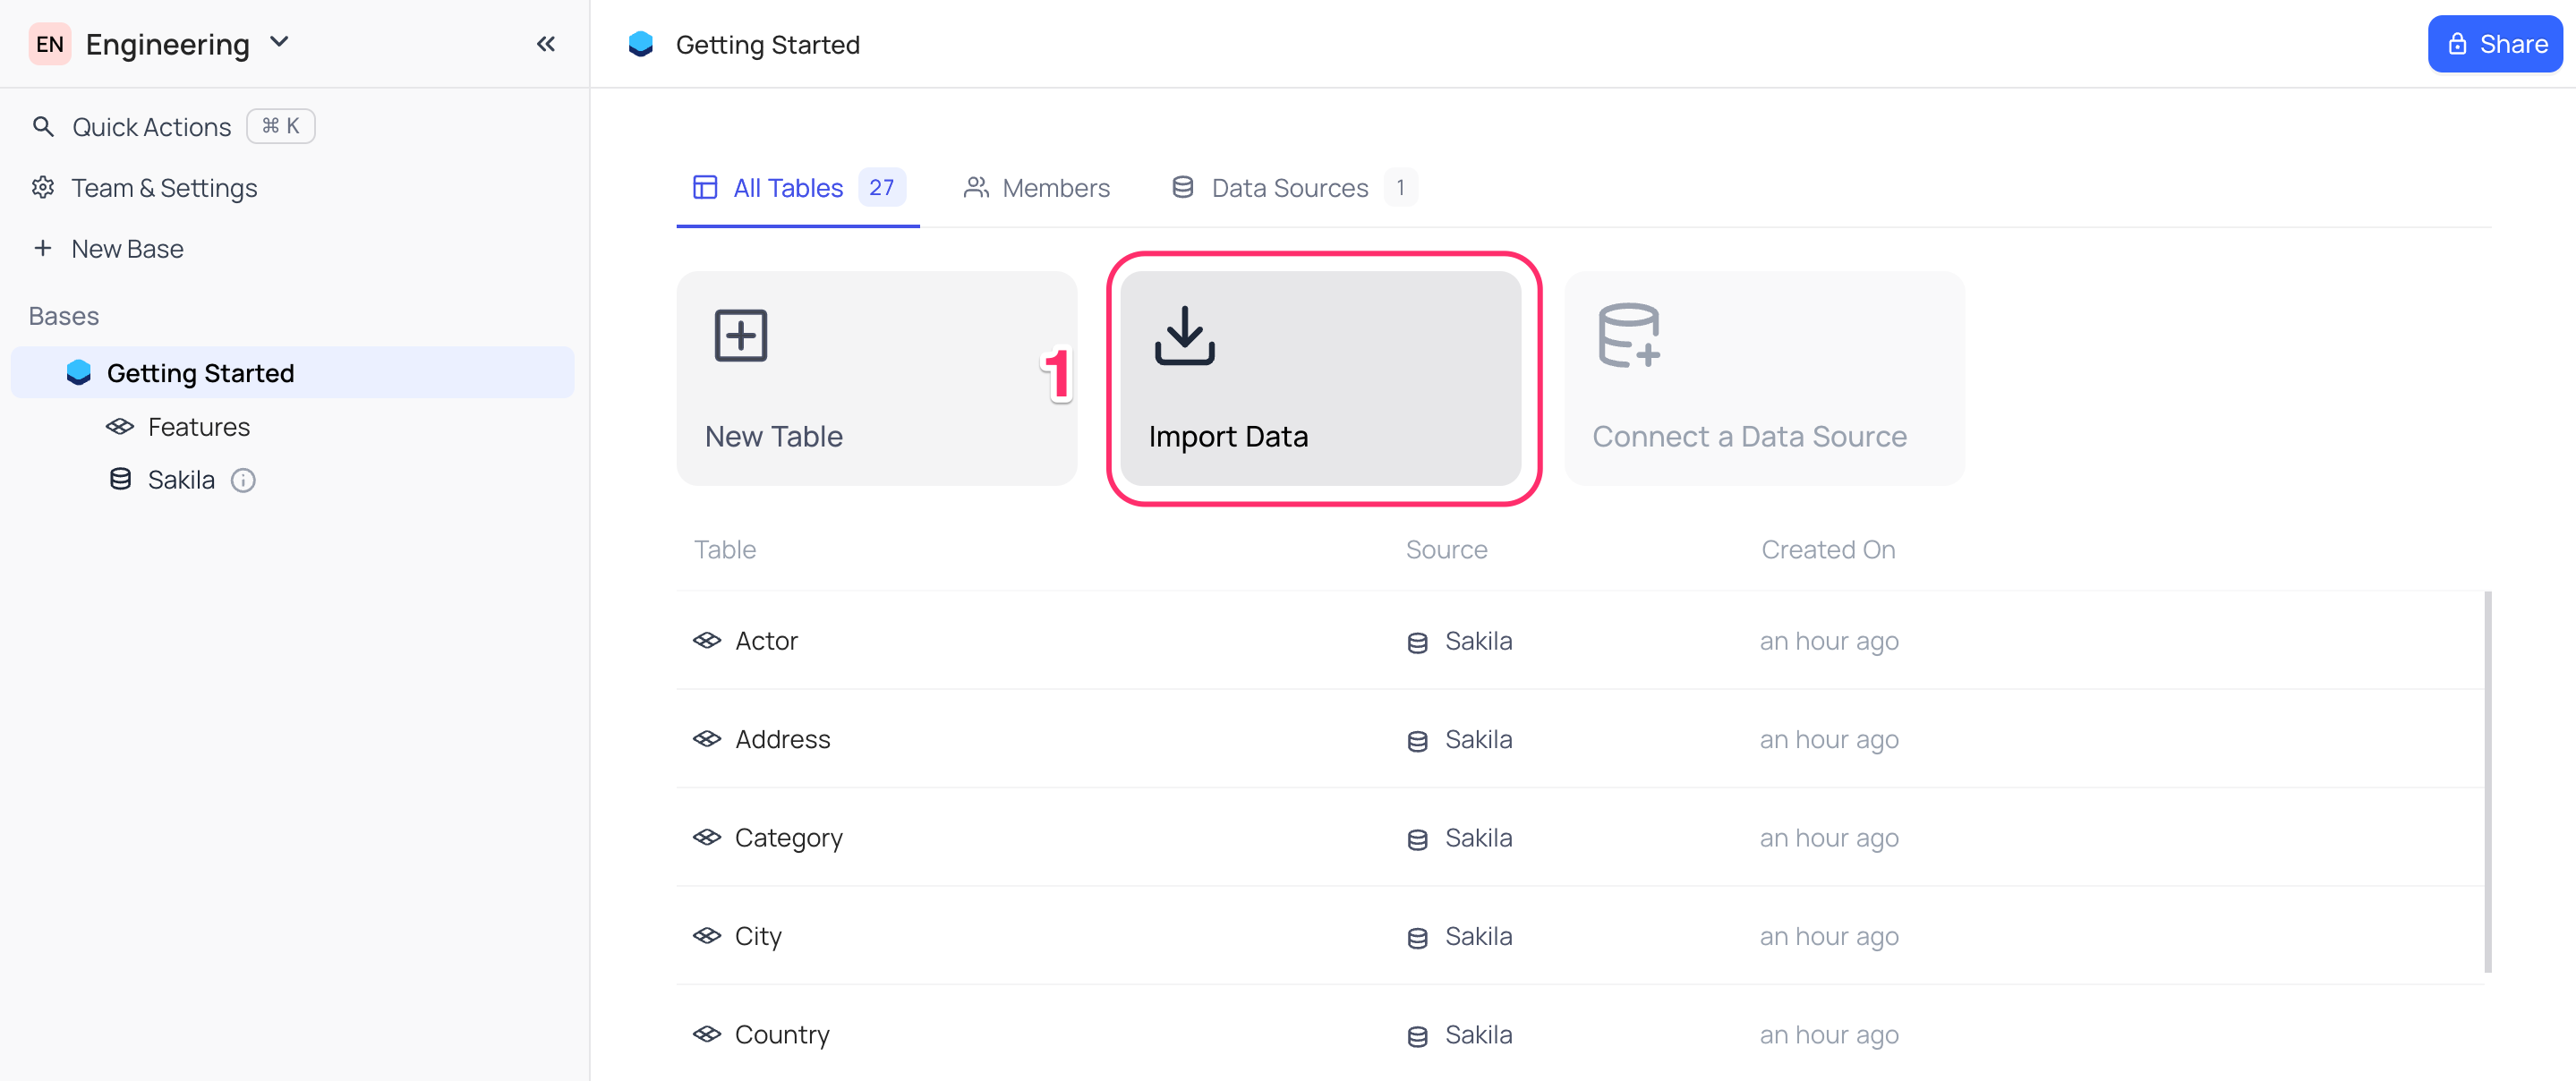 EN Engineering
Getting Started
Share
Quick Actions ⌘ K
Team & Settings
New Base
Bases
Getting Started
Features
Sakila
All Tables 27
Members
Data Sources 1
New Table
1
Import Data
Connect a Data Source
Table Source Created On
Actor Sakila an hour ago
Address Sakila an hour ago
Category Sakila an hour ago
City Sakila an hour ago
Country Sakila an hour ago